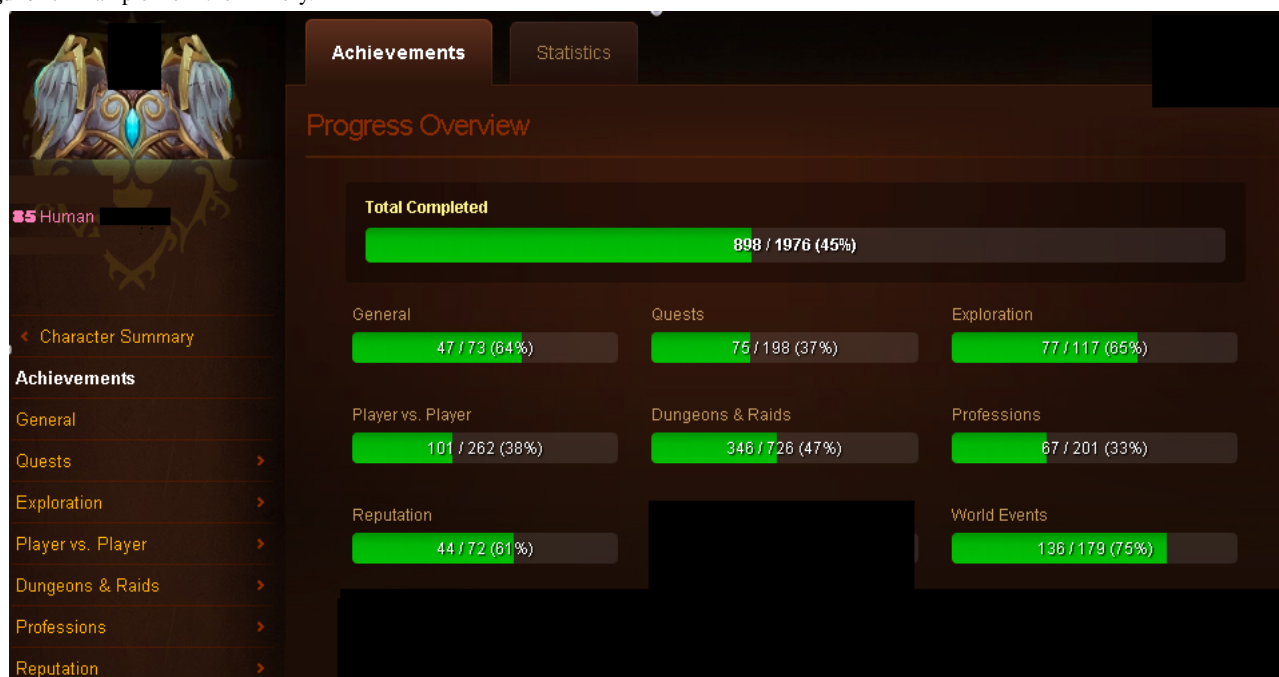 Achievements
Statistics
Progress Overview
85 Human
Total Completed
898 / 1976 (45%)
General
Quests
Exploration
47 / 73 (64%)
75 / 198 (37%)
77 / 117 (65%)
Player vs. Player
Dungeons & Raids
Professions
101 / 262 (38%)
346 / 726 (47%)
67 / 201 (33%)
Reputation
World Events
44 / 72 (61%)
136 / 179 (75%)
Character Summary
Achievements
General
Quests
Exploration
Player vs. Player
Dungeons & Raids
Professions
Reputation